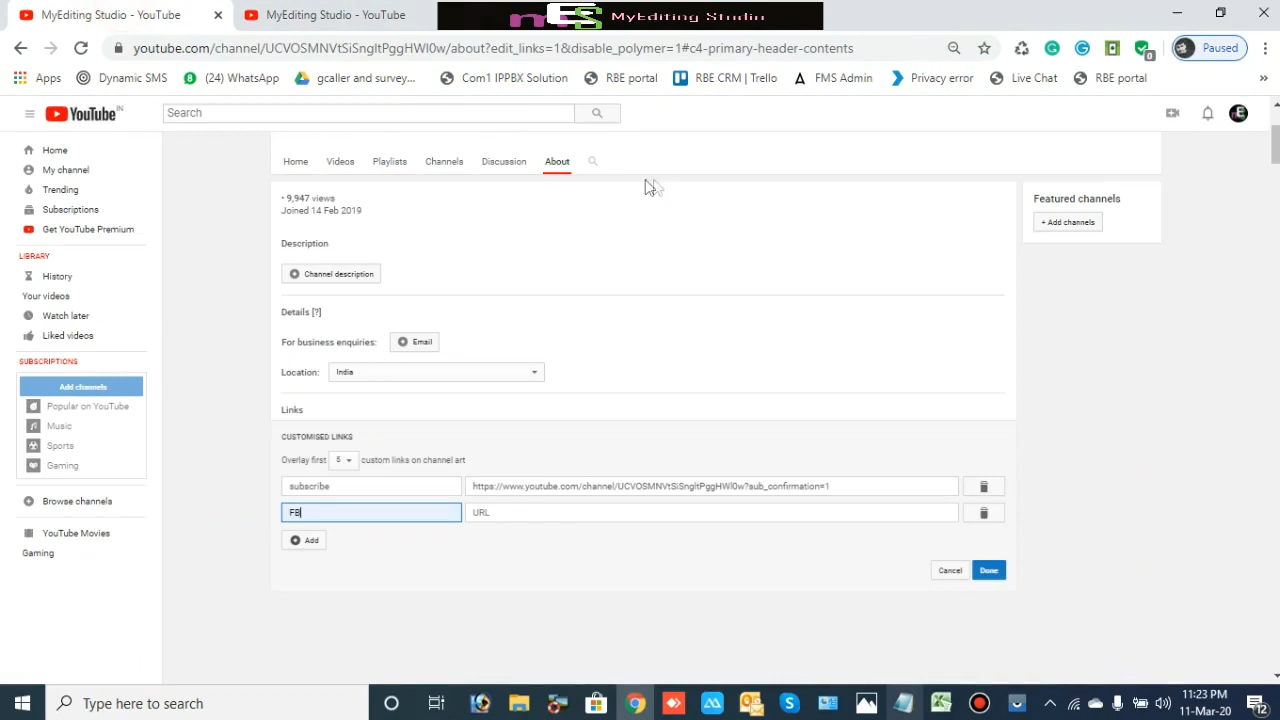 MyEditing Studio - YouTube
MyEditing Studio - YouTube
MyEditing Studio
youtube.com/channel/UCVOSMNVtSiSngltPggHWl0w/about?edit_links=1&disable_polymer=1#c4-primary-header-contents
Paused
Apps
Dynamic SMS
(24) WhatsApp
gcaller and survey...
Com1 IPPBX Solution
RBE portal
RBE CRM | Trello
FMS Admin
Privacy error
Live Chat
RBE portal
»
YouTube IN
Search
Home
My channel
Trending
Subscriptions
Get YouTube Premium
LIBRARY
History
Your videos
Watch later
Liked videos
SUBSCRIPTIONS
Add channels
Popular on YouTube
Music
Sports
Gaming
Browse channels
YouTube Movies
Gaming
Home Videos Playlists Channels Discussion About
• 9,947 views
Joined 14 Feb 2019
Description
Channel description
Details [?]
For business enquiries: Email
Location: India
Links
CUSTOMISED LINKS
Overlay first 5 custom links on channel art
subscribe https://www.youtube.com/channel/UCVOSMNVtSiSngltPggHWl0w?sub_confirmation=1
FB URL
Add
Cancel Done
Featured channels
+ Add channels
Type here to search
11:23 PM
11-Mar-20
12